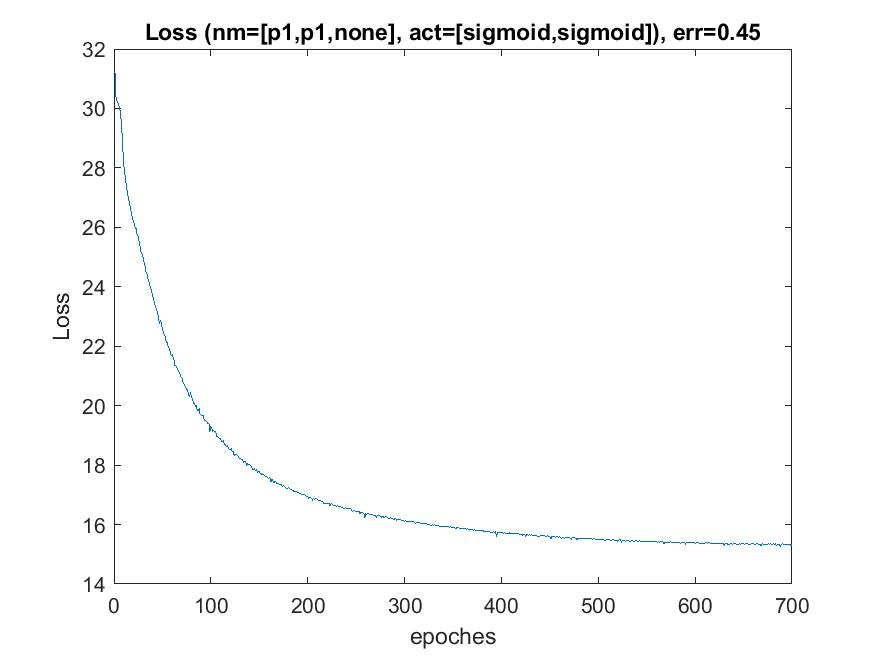 Loss (nm=[p1,p1,none], act=[sigmoid,sigmoid]), err=0.45
32
30
28
26
24
22
20
18
16
14
Loss
0 100 200 300 400 500 600 700
epoches